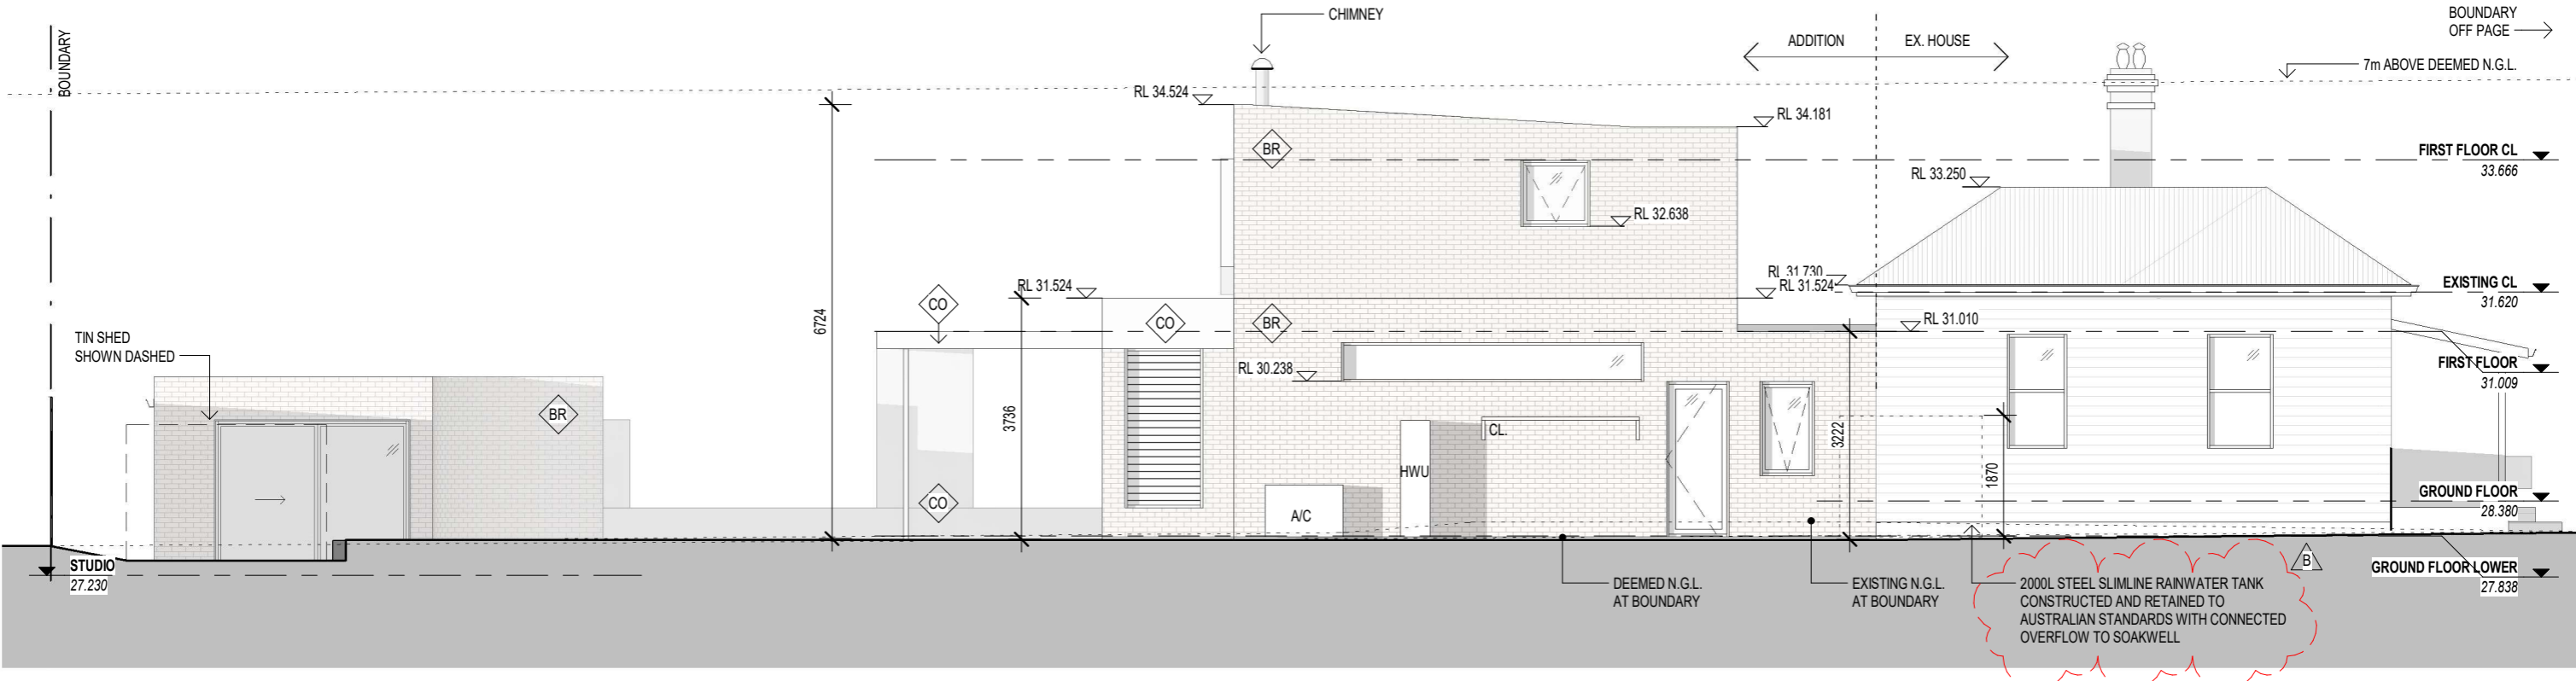 BOUNDARY
CHIMNEY
ADDITION
EX. HOUSE
BOUNDARY
OFF PAGE
7m ABOVE DEEMED N.G.L.
RL 34.524
RL 34.181
BR
FIRST FLOOR CL
33.666
RL 33.250
RL 32.638
RL 31.730
RL 31.524
RL 31.524
EXISTING CL
31.620
CO
CO
BR
6724
RL 31.010
TIN SHED
SHOWN DASHED
RL 30.238
FIRST FLOOR
31.009
BR
3736
CL.
3222
HWU
1870
CO
A/C
GROUND FLOOR
28.380
STUDIO
27.230
DEEMED N.G.L.
AT BOUNDARY
EXISTING N.G.L.
AT BOUNDARY
2000L STEEL SLIMLINE RAINWATER TANK
CONSTRUCTED AND RETAINED TO
AUSTRALIAN STANDARDS WITH CONNECTED
OVERFLOW TO SOAKWELL
B
GROUND FLOOR LOWER
27.838